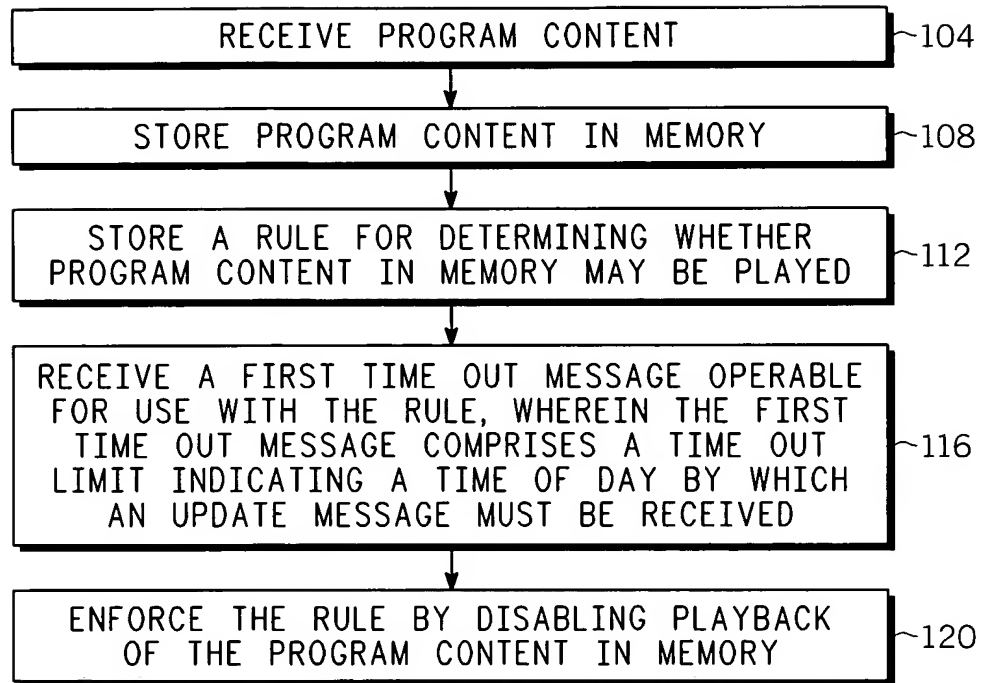 RECEIVE PROGRAM CONTENT
104
STORE PROGRAM CONTENT IN MEMORY
108
STORE A RULE FOR DETERMINING WHETHER
PROGRAM CONTENT IN MEMORY MAY BE PLAYED
112
RECEIVE A FIRST TIME OUT MESSAGE OPERABLE
FOR USE WITH THE RULE, WHEREIN THE FIRST
TIME OUT MESSAGE COMPRISES A TIME OUT
LIMIT INDICATING A TIME OF DAY BY WHICH
AN UPDATE MESSAGE MUST BE RECEIVED
116
ENFORCE THE RULE BY DISABLING PLAYBACK
OF THE PROGRAM CONTENT IN MEMORY
120